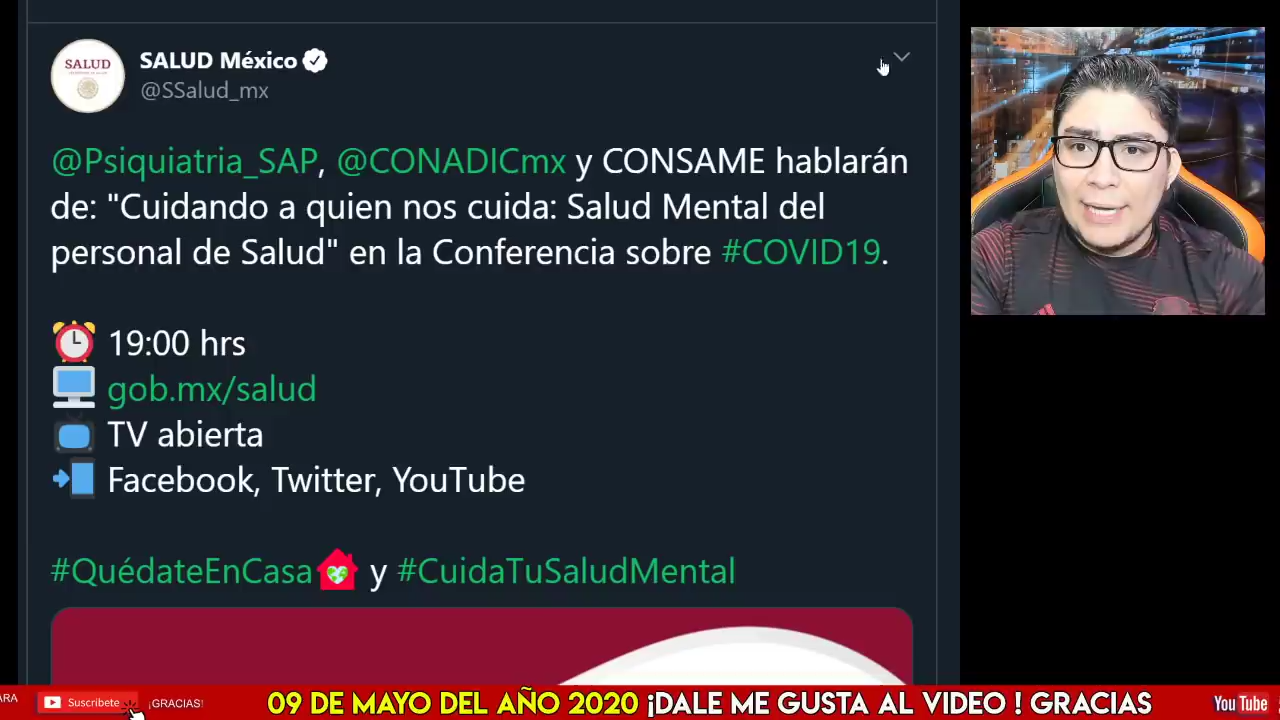 SALUD
SALUD México
@SSalud_mx
@Psiquiatria_SAP, @CONADICmx y CONSAME hablarán
de: "Cuidando a quien nos cuida: Salud Mental del
personal de Salud" en la Conferencia sobre #COVID19.
19:00 hrs
gob.mx/salud
TV abierta
Facebook, Twitter, YouTube
#QuédateEnCasa y #CuidaTuSaludMental
ARA
Suscribete
¡GRACIAS!
09 DE MAYO DEL AÑO 2020 ¡DALE ME GUSTA AL VIDEO ! GRACIAS
YouTube